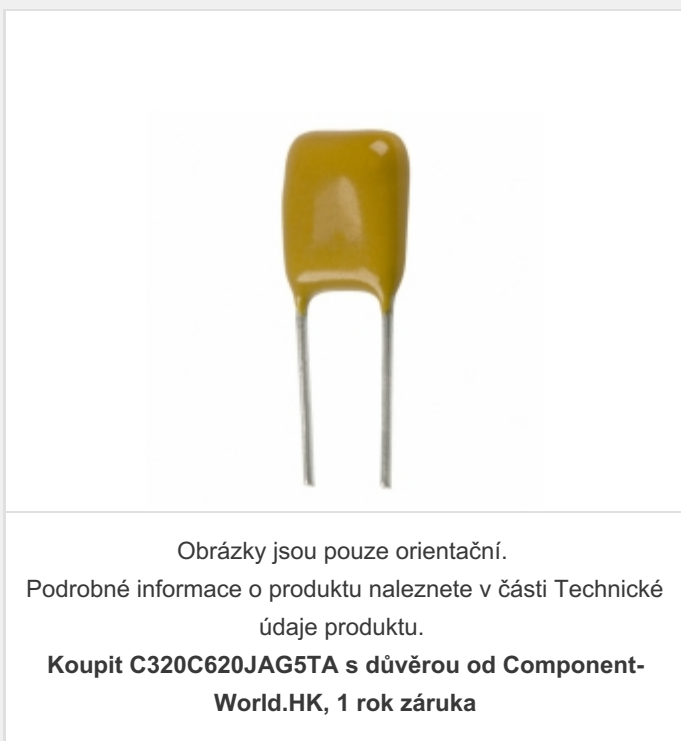 Obrázky jsou pouze orientační.
Podrobné informace o produktu naleznete v části Technické
údaje produktu.
Koupit C320C620JAG5TA s důvěrou od Component-
World.HK, 1 rok záruka